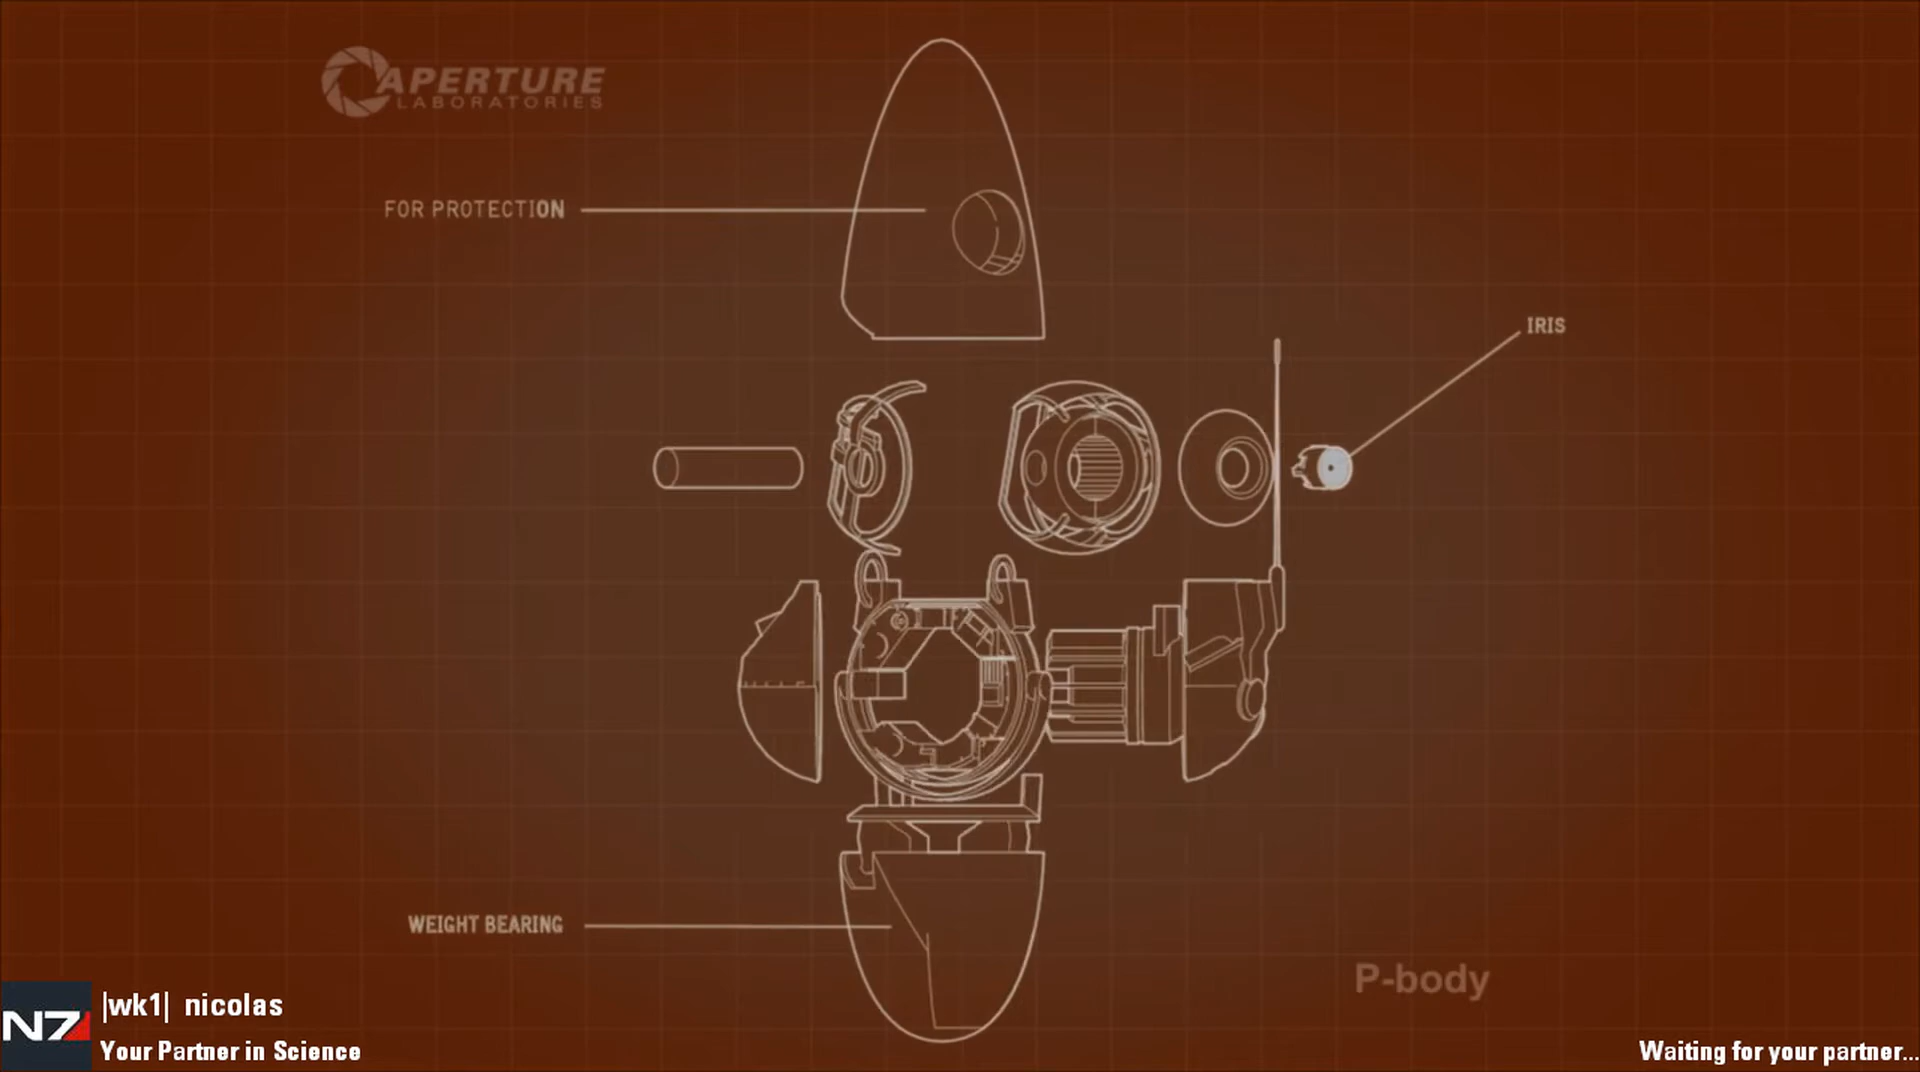 APERTURE
LABORATORIES
FOR PROTECTION
IRIS
WEIGHT BEARING
P-body
N7
|wk1| nicolas
Your Partner in Science
Waiting for your partner...